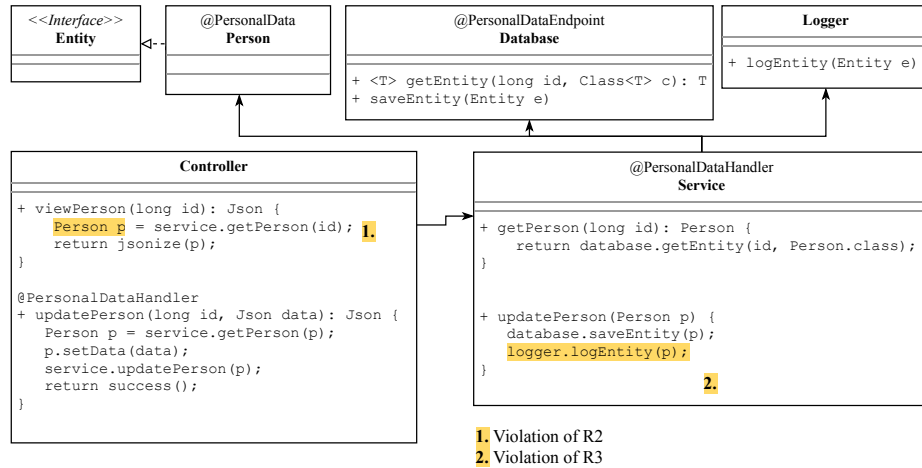 <<Interface>>
Entity
@PersonalData
Person
@PersonalDataEndpoint
Database
+ <T> getEntity(long id, Class<T> c): T
+ saveEntity(Entity e)
Logger
+ logEntity(Entity e)
Controller
+ viewPerson(long id): Json {
Person p = service.getPerson(id);
1.
return jsonize(p);
}
@PersonalDataHandler
+ updatePerson(long id, Json data): Json {
Person p = service.getPerson(p);
p.setData(data);
service.updatePerson(p);
return success();
}
@PersonalDataHandler
Service
+ getPerson(long id): Person {
return database.getEntity(id, Person.class);
}
+ updatePerson(Person p) {
database.saveEntity(p);
logger.logEntity(p);
}
2.
1. Violation of R2
2. Violation of R3